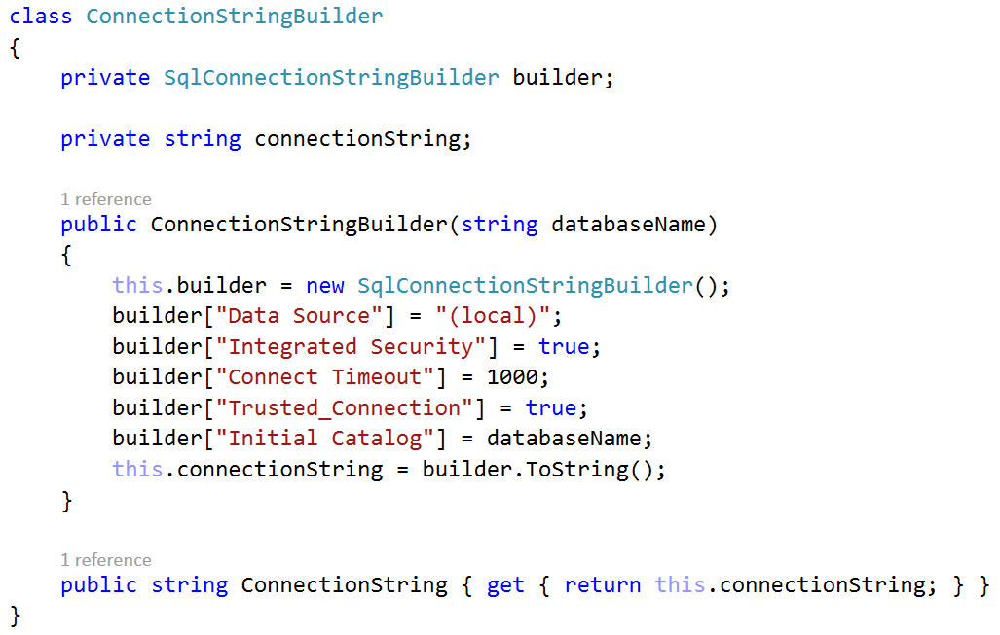 class ConnectionStringBuilder
{
    private SqlConnectionStringBuilder builder;

    private string connectionString;

    1 reference
    public ConnectionStringBuilder(string databaseName)
    {
        this.builder = new SqlConnectionStringBuilder();
        builder["Data Source"] = "(local)";
        builder["Integrated Security"] = true;
        builder["Connect Timeout"] = 1000;
        builder["Trusted_Connection"] = true;
        builder["Initial Catalog"] = databaseName;
        this.connectionString = builder.ToString();
    }

    1 reference
    public string ConnectionString { get { return this.connectionString; } }
}